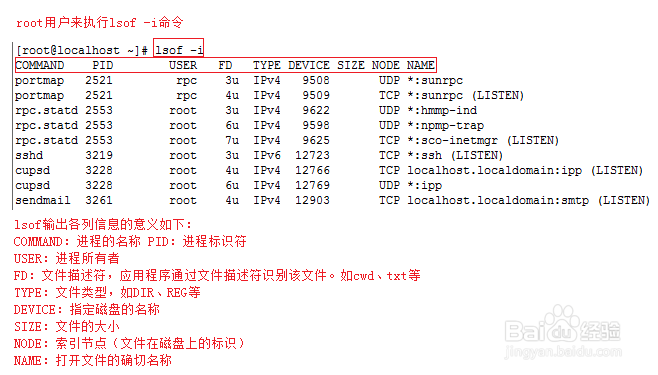 root用户来执行lsof -i命令
[root@localhost ~]# lsof -i
COMMAND PID USER FD TYPE DEVICE SIZE NODE NAME
portmap 2521 rpc 3u IPv4 9508 UDP *:sunrpc
portmap 2521 rpc 4u IPv4 9509 TCP *:sunrpc (LISTEN)
rpc.statd 2553 root 3u IPv4 9622 UDP *:hmmp-ind
rpc.statd 2553 root 6u IPv4 9598 UDP *:npmp-trap
rpc.statd 2553 root 7u IPv4 9625 TCP *:sco-inetmgr (LISTEN)
sshd 3219 root 3u IPv6 12723 TCP *:ssh (LISTEN)
cupsd 3228 root 4u IPv4 12766 TCP localhost.localdomain:ipp (LISTEN)
cupsd 3228 root 6u IPv4 12769 UDP *:ipp
sendmail 3261 root 4u IPv4 12903 TCP localhost.localdomain:smtp (LISTEN)
lsof输出各列信息的意义如下:
COMMAND：进程的名称 PID：进程标识符
USER：进程所有者
FD：文件描述符，应用程序通过文件描述符识别该文件。如cwd、txt等
TYPE：文件类型，如DIR、REG等
DEVICE：指定磁盘的名称
SIZE：文件的大小
NODE：索引节点（文件在磁盘上的标识）
NAME：打开文件的确切名称
Baidu经验
jingyan.baidu.com